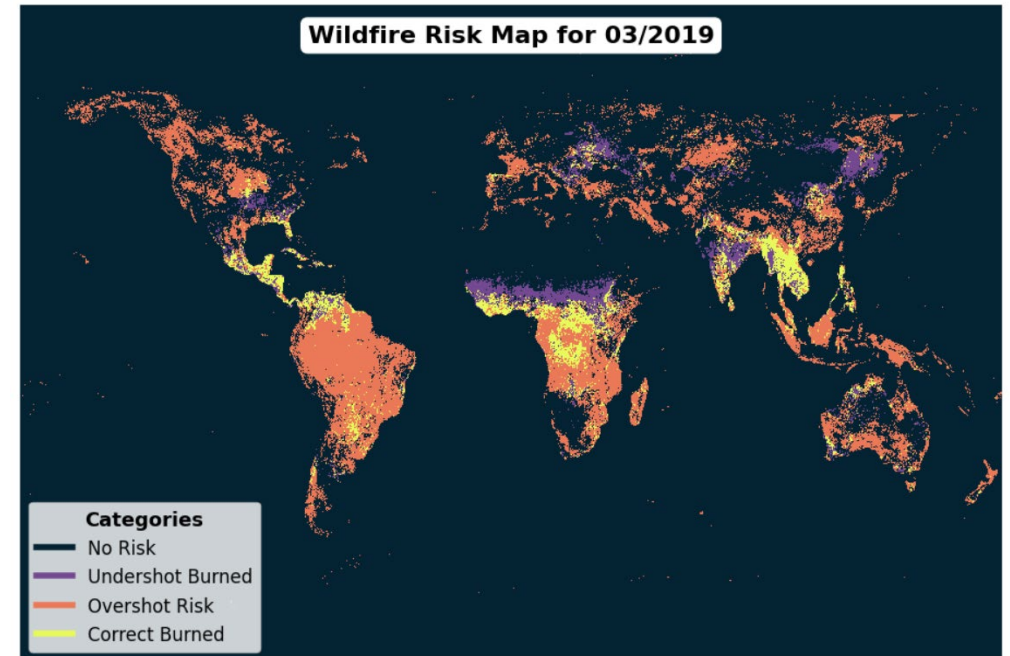 Wildfire Risk Map for 03/2019
Categories
No Risk
Undershot Burned
Overshot Risk
Correct Burned